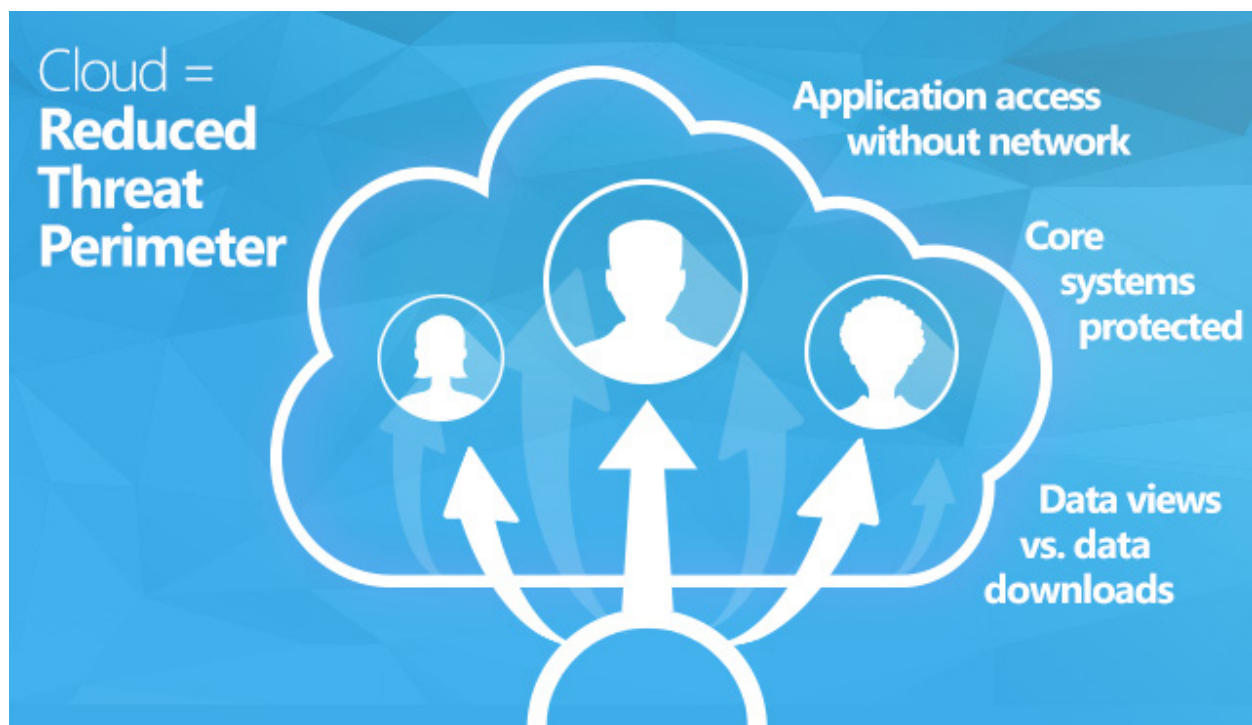 Cloud =
Reduced
Threat
Perimeter
Application access
without network
Core
systems
protected
Data views
vs. data
downloads